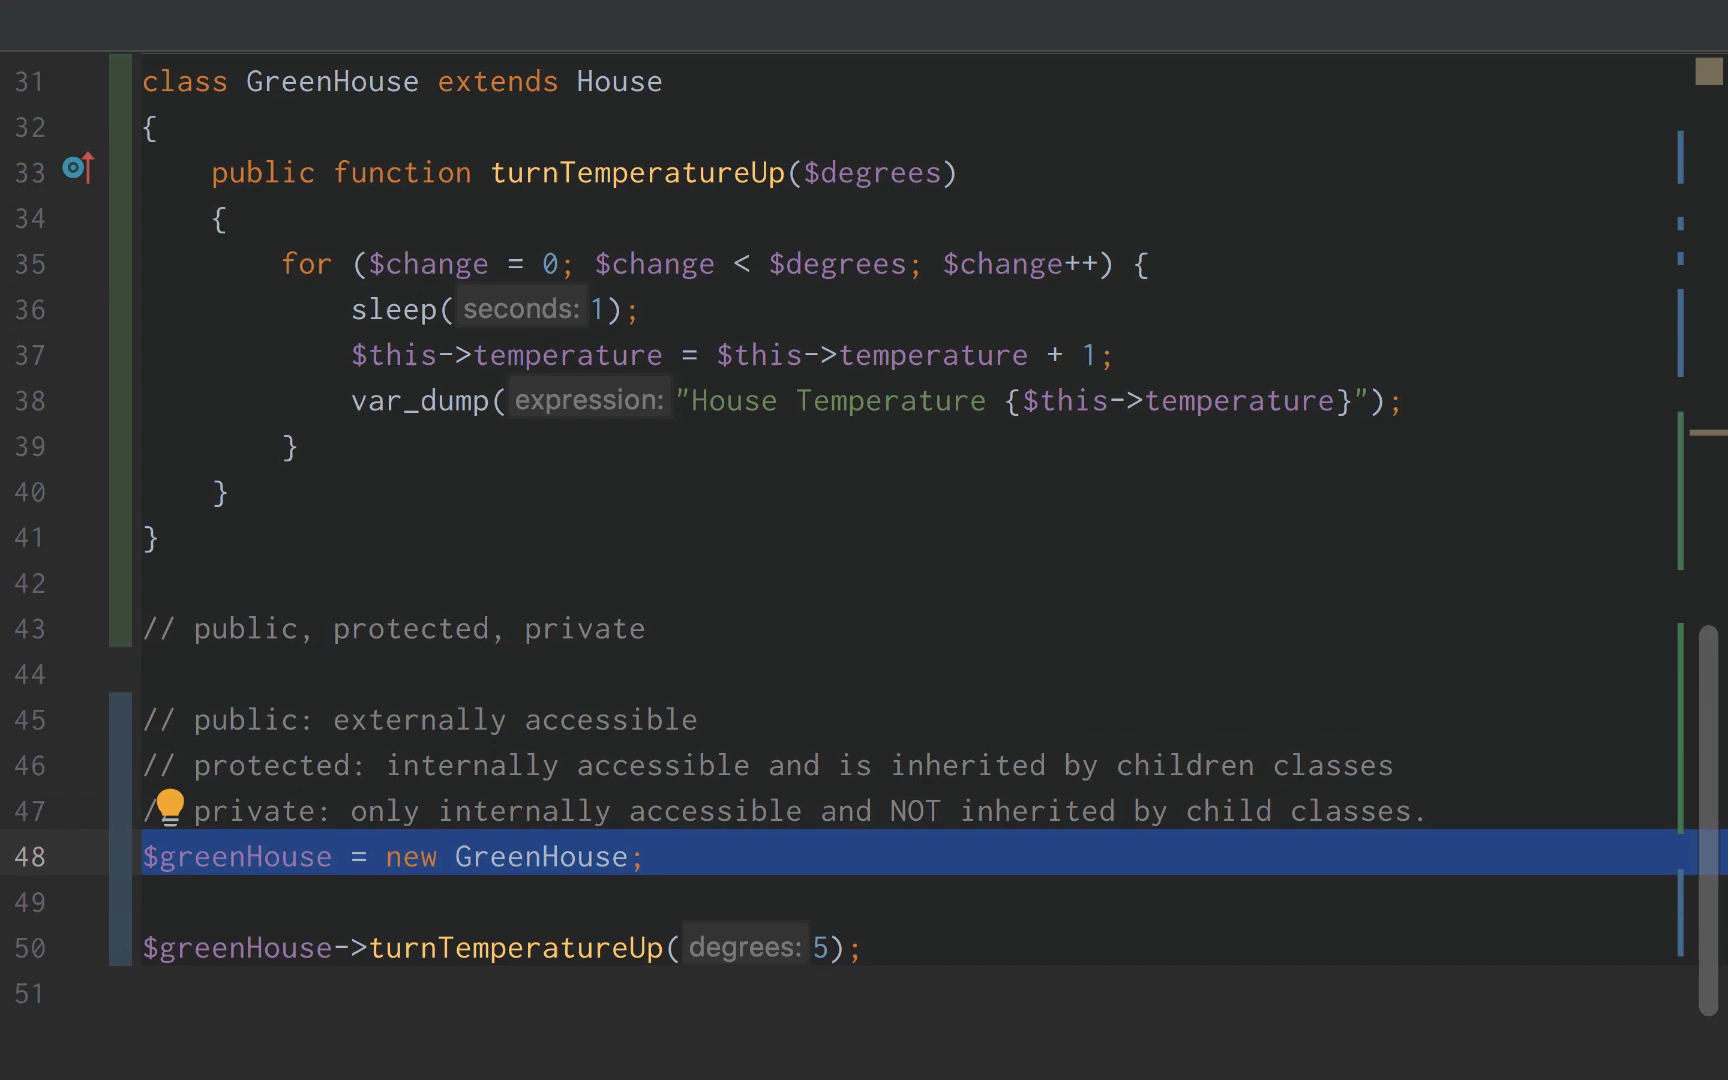 31 class GreenHouse extends House
32 {
33 public function turnTemperatureUp($degrees)
34 {
35 for ($change = 0; $change < $degrees; $change++) {
36 sleep( seconds: 1);
37 $this->temperature = $this->temperature + 1;
38 var_dump( expression: "House Temperature {$this->temperature}");
39 }
40 }
41 }
42
43 // public, protected, private
44
45 // public: externally accessible
46 // protected: internally accessible and is inherited by children classes
47 / private: only internally accessible and NOT inherited by child classes.
48 $greenHouse = new GreenHouse;
49
50 $greenHouse->turnTemperatureUp( degrees: 5);
51